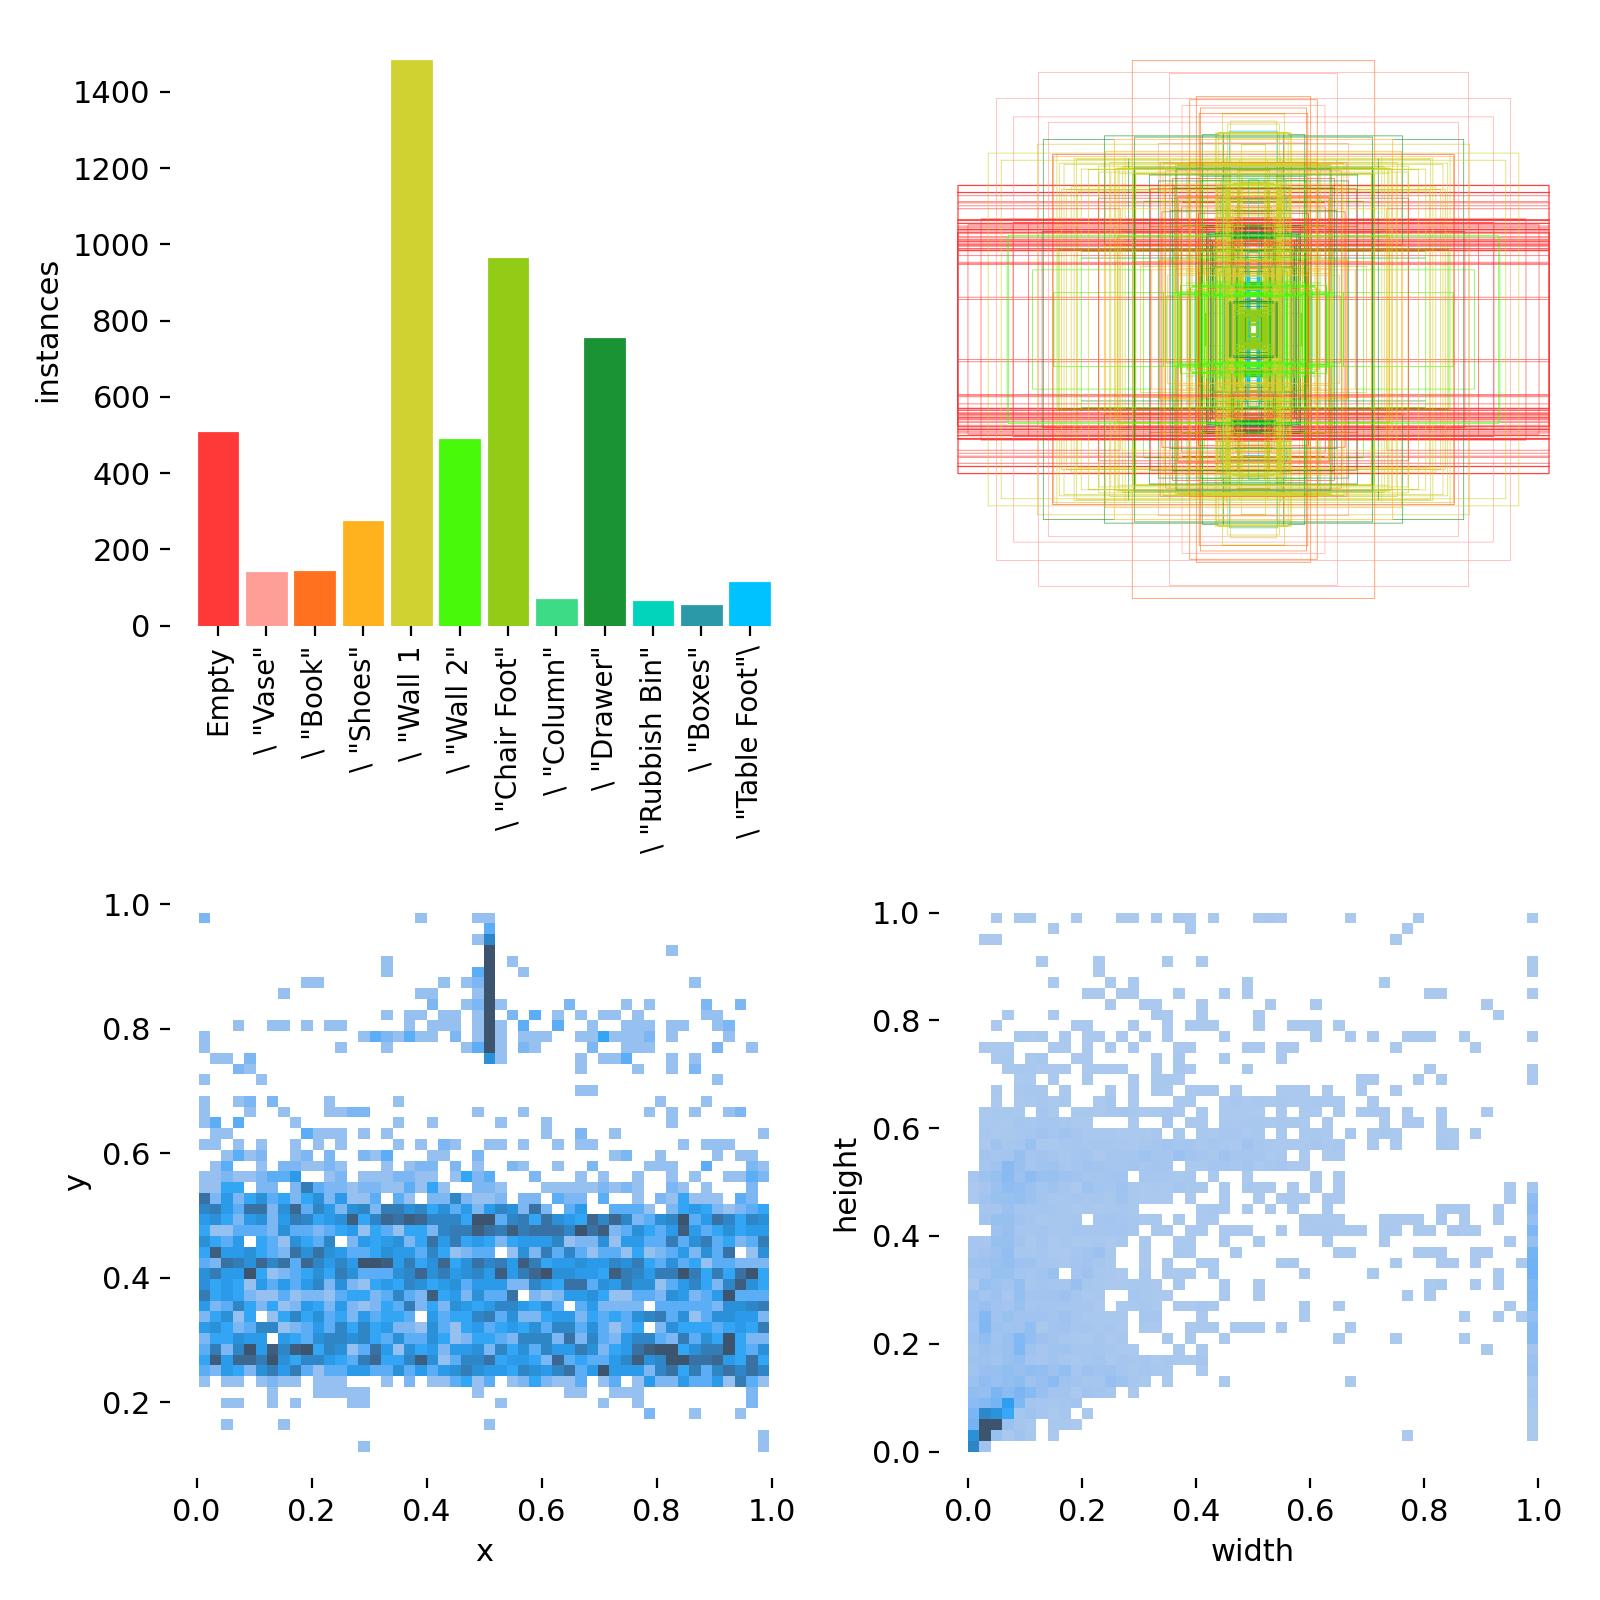 instances
1400
1200
1000
800
600
400
200
0
Empty
\ "Vase"
\ "Book"
\ "Shoes"
\ "Wall 1
\ "Wall 2"
\ "Chair Foot"
\ "Column"
\ "Drawer"
\ "Rubbish Bin"
\ "Boxes"
\ "Table Foot"\
y
1.0
0.8
0.6
0.4
0.2
0.0 0.2 0.4 0.6 0.8 1.0
x
height
1.0
0.8
0.6
0.4
0.2
0.0
0.0 0.2 0.4 0.6 0.8 1.0
width